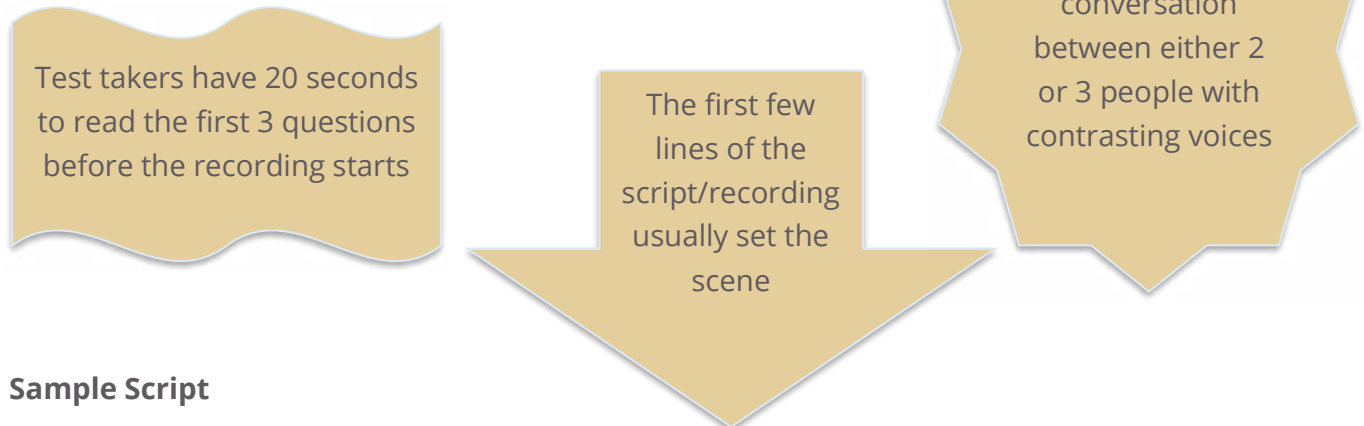 Test takers have 20 seconds
to read the first 3 questions
before the recording starts
The first few
lines of the
script/recording
usually set the
scene
conversation
between either 2
or 3 people with
contrasting voices
Sample Script